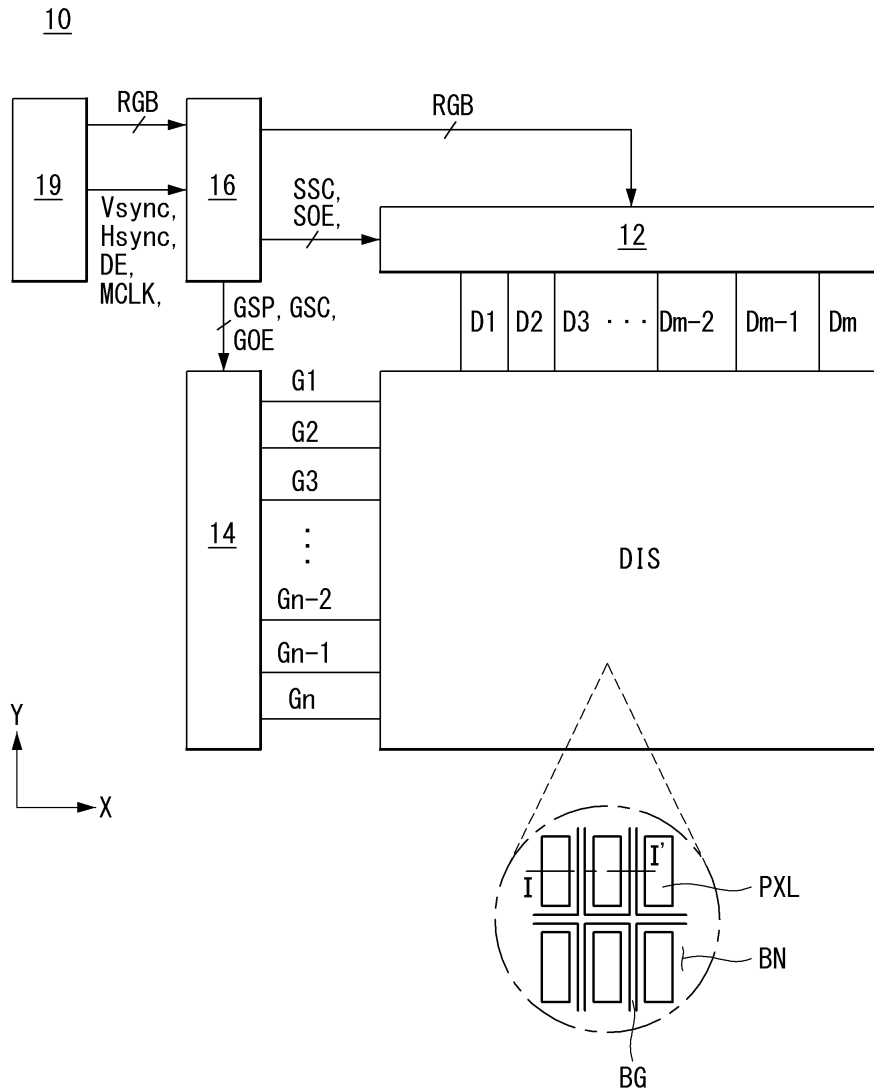 10
RGB
RGB
19
16
Vsync,
Hsync,
DE,
MCLK,
SSC,
SOE,
12
GSP, GSC,
GOE
D1 D2 D3 ··· Dm-2 Dm-1 Dm
G1
G2
G3
14
⋮
DIS
Gn-2
Gn-1
Gn
Y
X
I I'
PXL
BN
BG